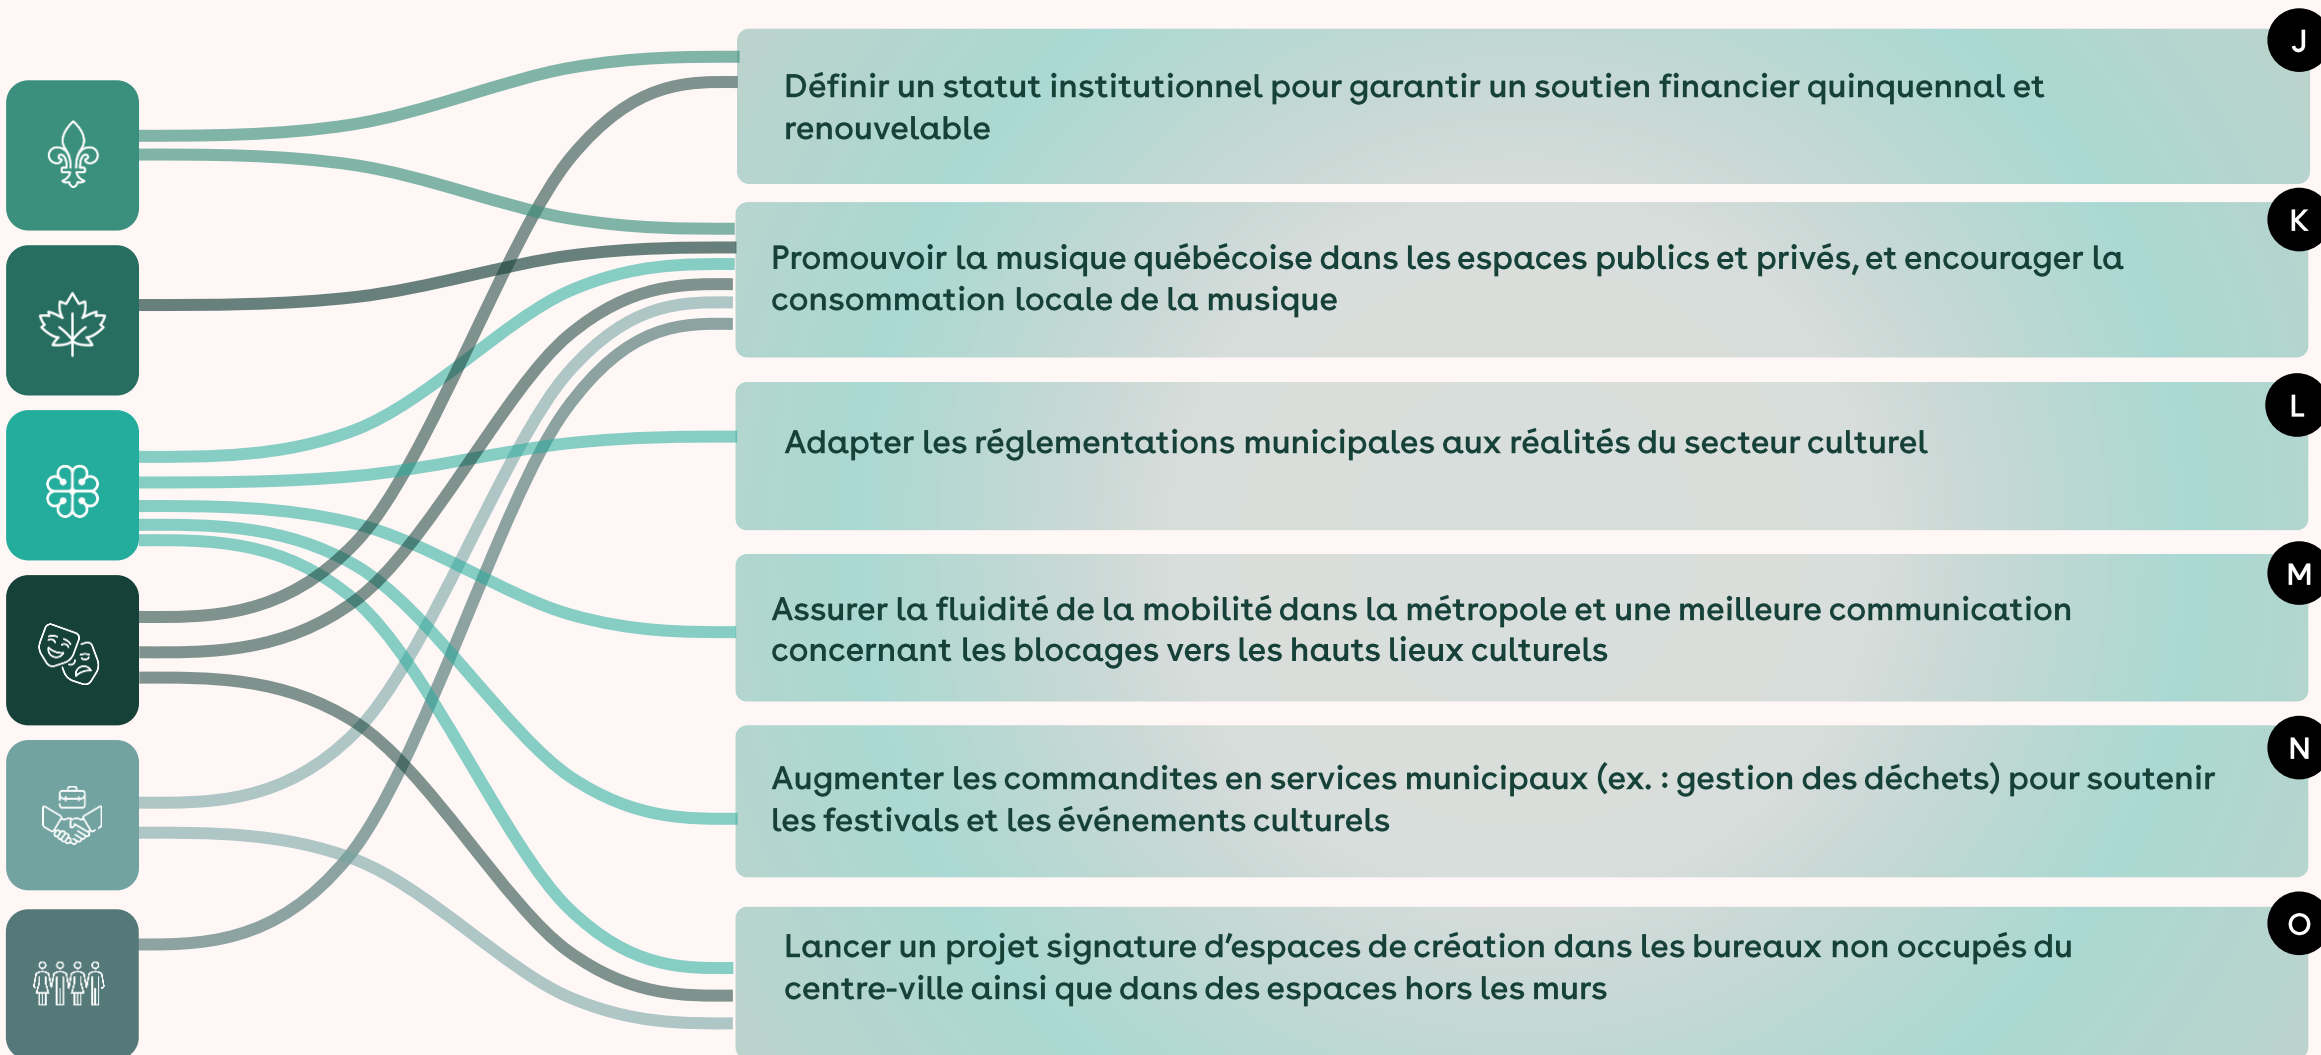 J
Définir un statut institutionnel pour garantir un soutien financier quinquennal et
renouvelable
K
Promouvoir la musique québécoise dans les espaces publics et privés, et encourager la
consommation locale de la musique
L
Adapter les réglementations municipales aux réalités du secteur culturel
M
Assurer la fluidité de la mobilité dans la métropole et une meilleure communication
concernant les blocages vers les hauts lieux culturels
N
Augmenter les commandites en services municipaux (ex. : gestion des déchets) pour soutenir
les festivals et les événements culturels
O
Lancer un projet signature d’espaces de création dans les bureaux non occupés du
centre-ville ainsi que dans des espaces hors les murs